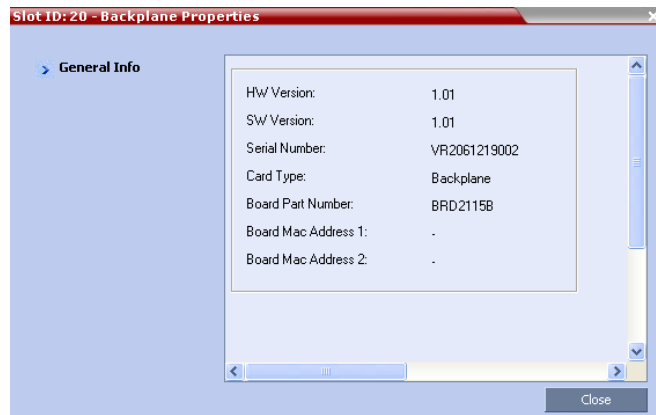 Slot ID: 20 - Backplane Properties
General Info
HW Version: 1.01
SW Version: 1.01
Serial Number: VR2061219002
Card Type: Backplane
Board Part Number: BRD2115B
Board Mac Address 1: -
Board Mac Address 2: -
Close